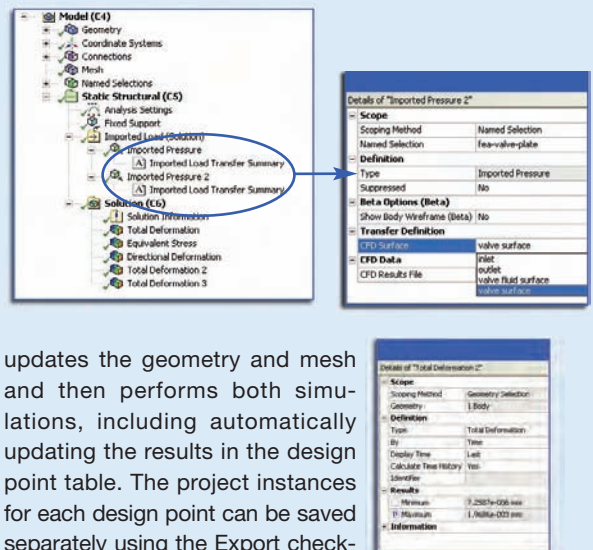 Model (C4)
Geometry
Coordinate Systems
Connections
Mesh
Named Selections
Static Structural (C5)
Analysis Settings
Fixed Support
Imported Load (Solution)
Imported Pressure
Imported Load Transfer Summary
Imported Pressure 2
Imported Load Transfer Summary
Solution (C6)
Solution Information
Total Deformation
Equivalent Stress
Directional Deformation
Total Deformation 2
Total Deformation 3
Details of "Imported Pressure 2"
Scope
Scoping Method Named Selection
Named Selection fea-valve-plate
Definition
Type Imported Pressure
Suppressed No
Beta Options (Beta)
Show Body Wireframe (Beta) No
Transfer Definition
CFD Surface valve surface
CFD Data inlet
outlet
CFD Results File valve fluid surface
valve surface
updates the geometry and mesh
and then performs both simu-
lations, including automatically
updating the results in the design
point table. The project instances
for each design point can be saved
separately using the Export check-
Details of "Total Deformation 2"
Scope
Scoping Method Geometry Selection
Geometry 1 Body
Definition
Type Total Deformation
By Time
Display Time Last
Calculate Time History Yes
Identifier
Results
Minimum
P Maximum
Information